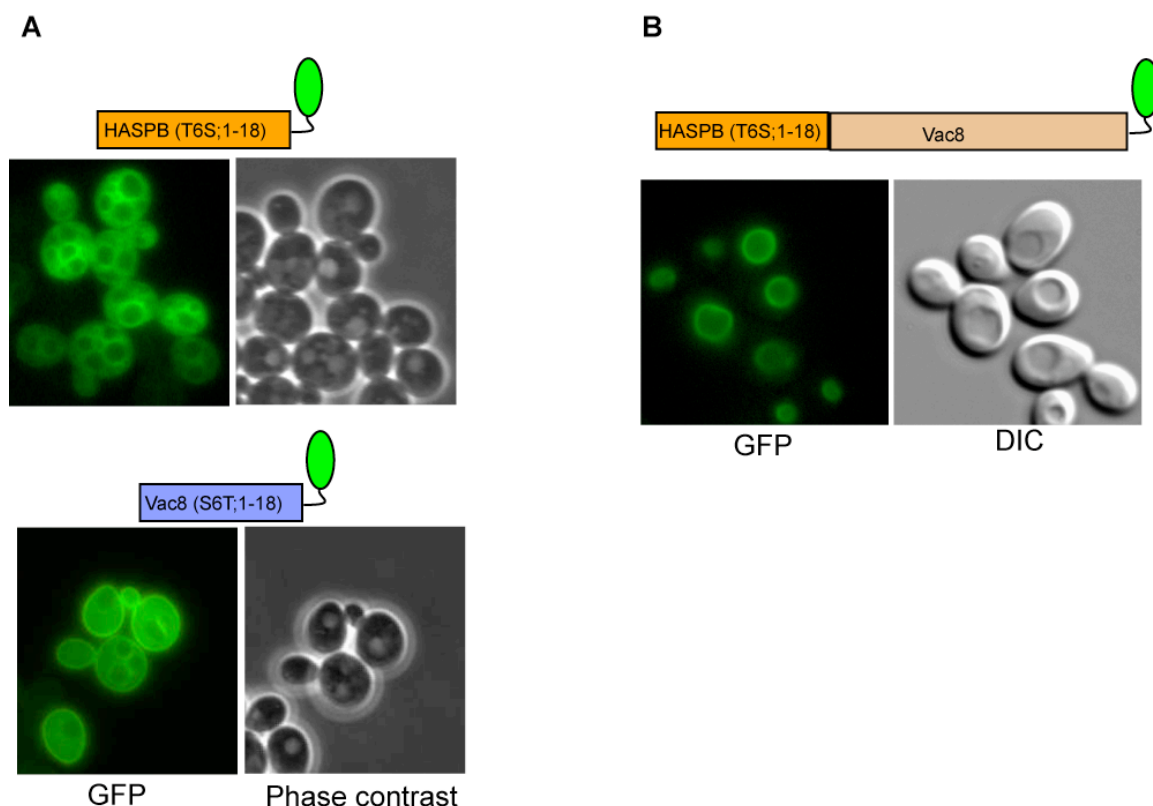 A
HASPB (T6S;1-18)
Vac8 (S6T;1-18)
GFP
Phase contrast
B
HASPB (T6S;1-18)
Vac8
GFP
DIC